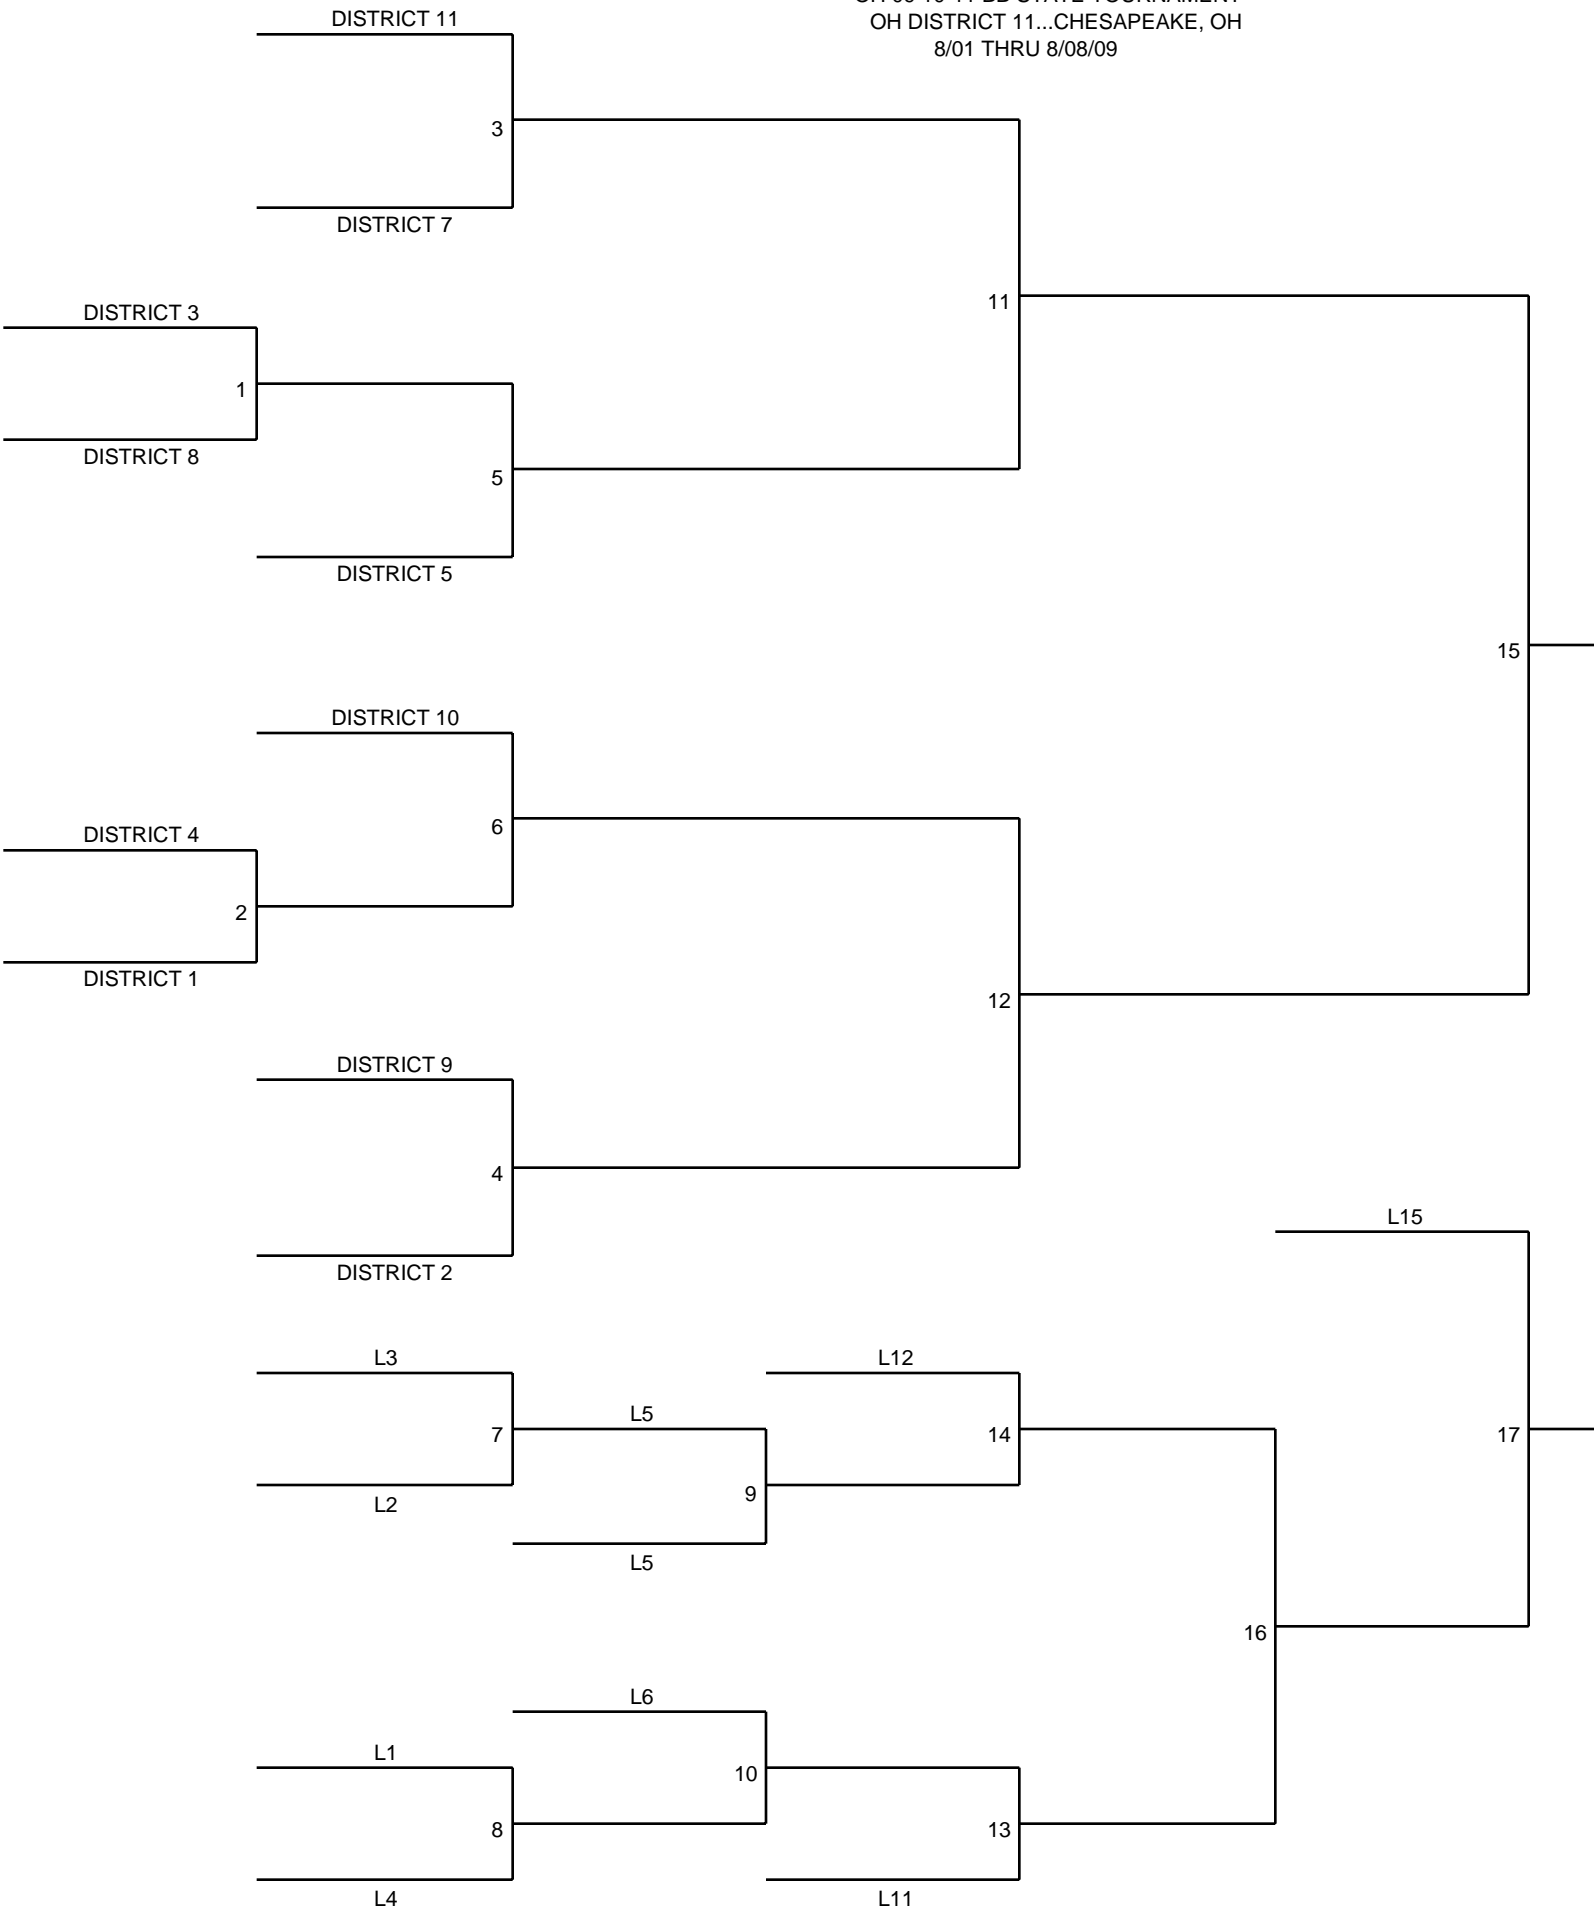 DISTRICT 11
OH DISTRICT 11...CHESAPEAKE, OH
8/01 THRU 8/08/09
3
DISTRICT 7
DISTRICT 3
11
1
DISTRICT 8
5
DISTRICT 5
15
DISTRICT 10
6
DISTRICT 4
2
DISTRICT 1
12
DISTRICT 9
4
L15
DISTRICT 2
L3
L12
L5
7
14
17
9
L2
L5
16
L6
L1
10
8
13
L4
L11